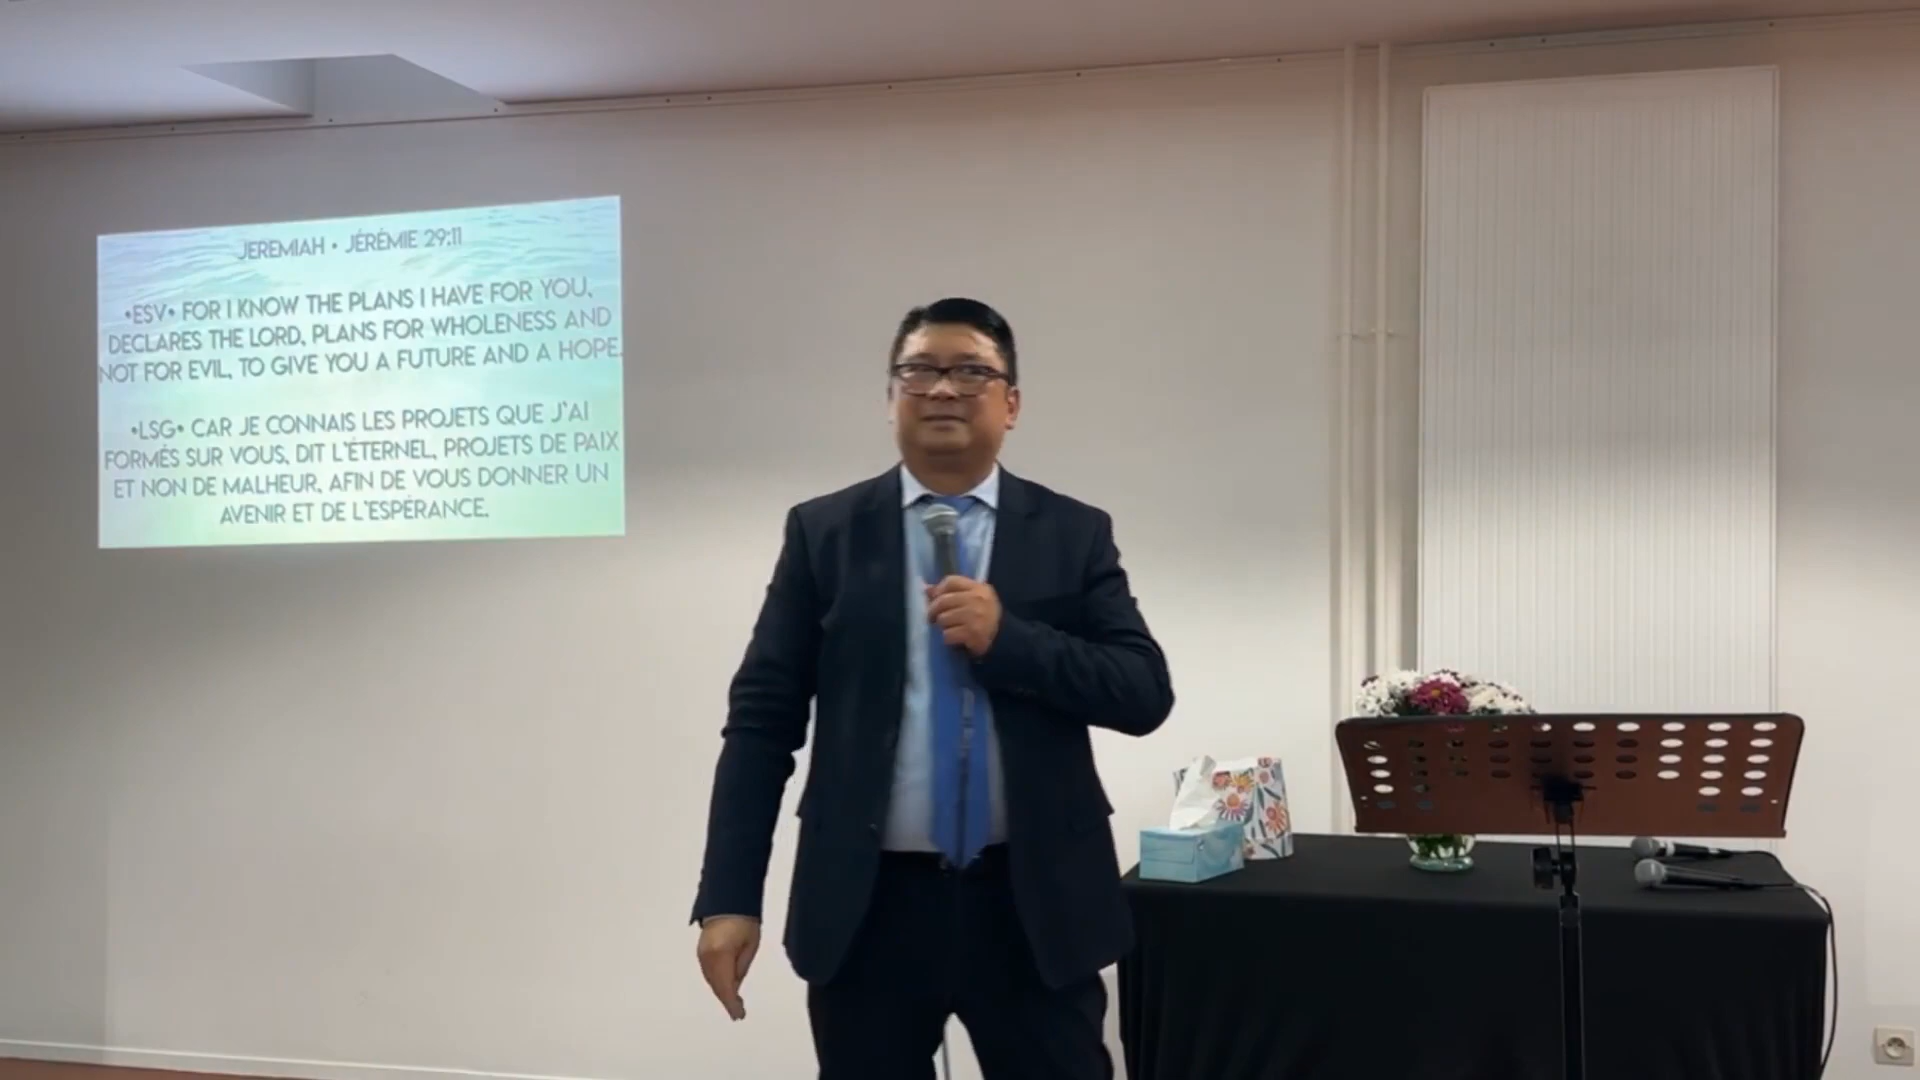 JEREMIAH • JÉRÉMIE 29:11
•ESV• FOR I KNOW THE PLANS I HAVE FOR YOU,
DECLARES THE LORD, PLANS FOR WHOLENESS AND
NOT FOR EVIL, TO GIVE YOU A FUTURE AND A HOPE.
•LSG• CAR JE CONNAIS LES PROJETS QUE J'AI
FORMÉS SUR VOUS, DIT L'ÉTERNEL, PROJETS DE PAIX
ET NON DE MALHEUR, AFIN DE VOUS DONNER UN
AVENIR ET DE L'ESPÉRANCE.